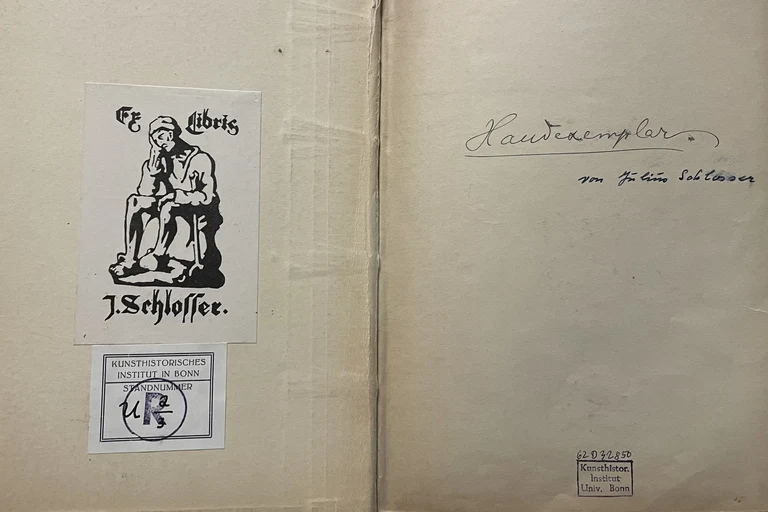 Ex Libris
J. Schlosser.
KUNSTHISTORISCHES
INSTITUT IN BONN
STANDNUMMER
R
Handexemplar.
von Julius Schlosser
62 D 32850
Kunsthistor.
Institut
Univ. Bonn